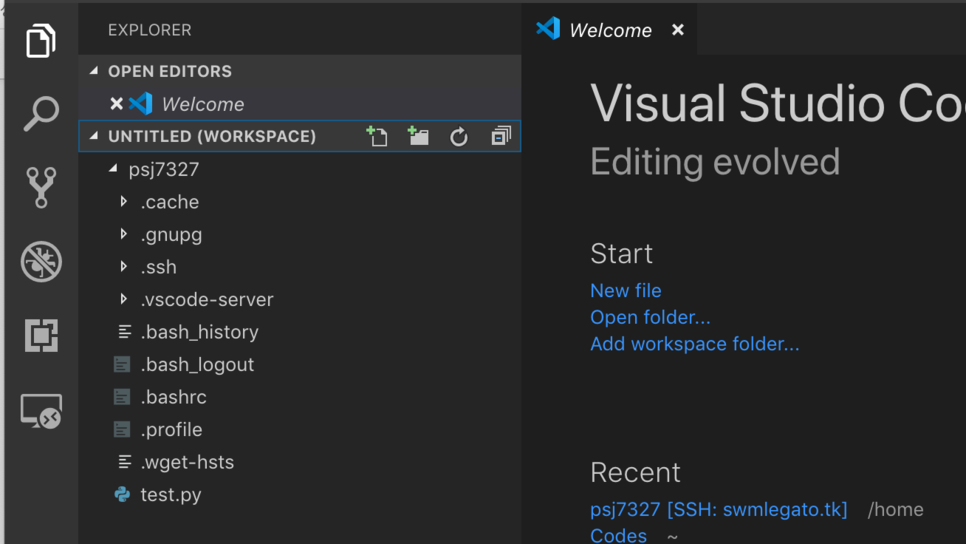 EXPLORER
OPEN EDITORS
Welcome
UNTITLED (WORKSPACE)
psj7327
.cache
.gnupg
.ssh
.vscode-server
.bash_history
.bash_logout
.bashrc
.profile
.wget-hsts
test.py
Welcome
Visual Studio Co
Editing evolved
Start
New file
Open folder...
Add workspace folder...
Recent
psj7327 [SSH: swmlegato.tk] /home
Codes ~